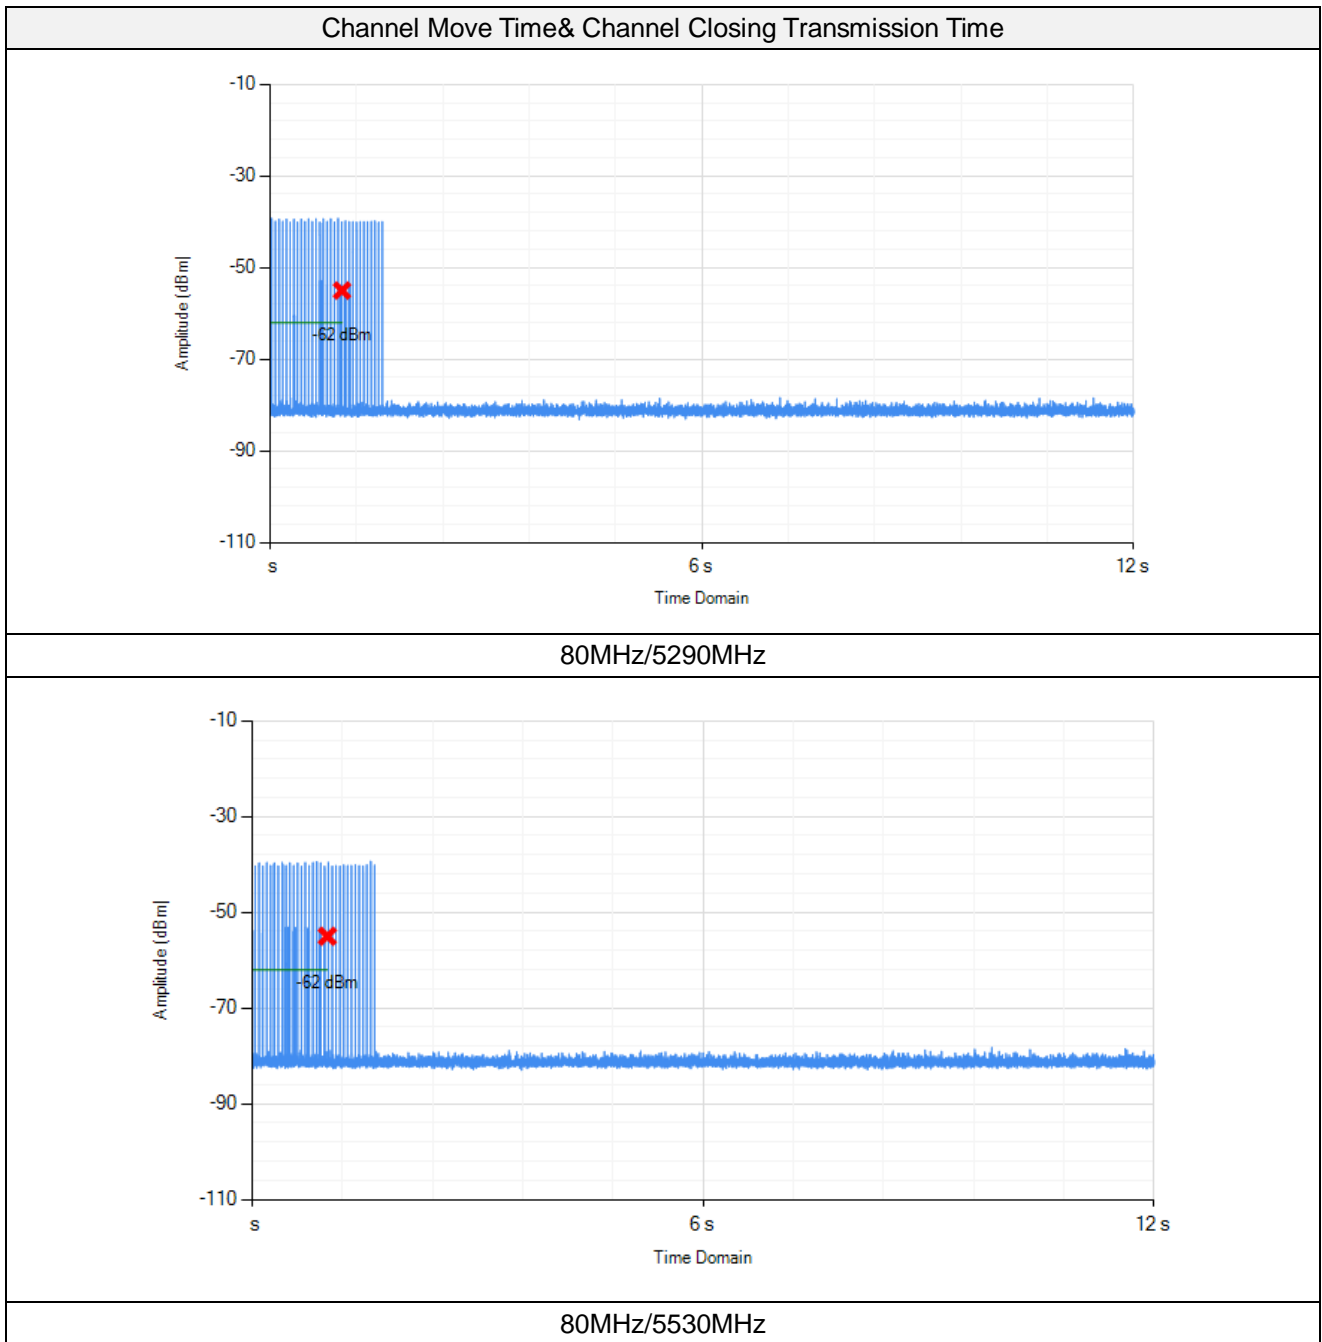 Channel Move Time& Channel Closing Transmission Time
-10
-30
-50
-70
-90
-110
Amplitude (dBm|
-62 dBm
s
6 s
12 s
Time Domain
80MHz/5290MHz
-10
-30
-50
-70
-90
-110
Amplitude (dBm|
-62 dBm
s
6 s
12 s
Time Domain
80MHz/5530MHz